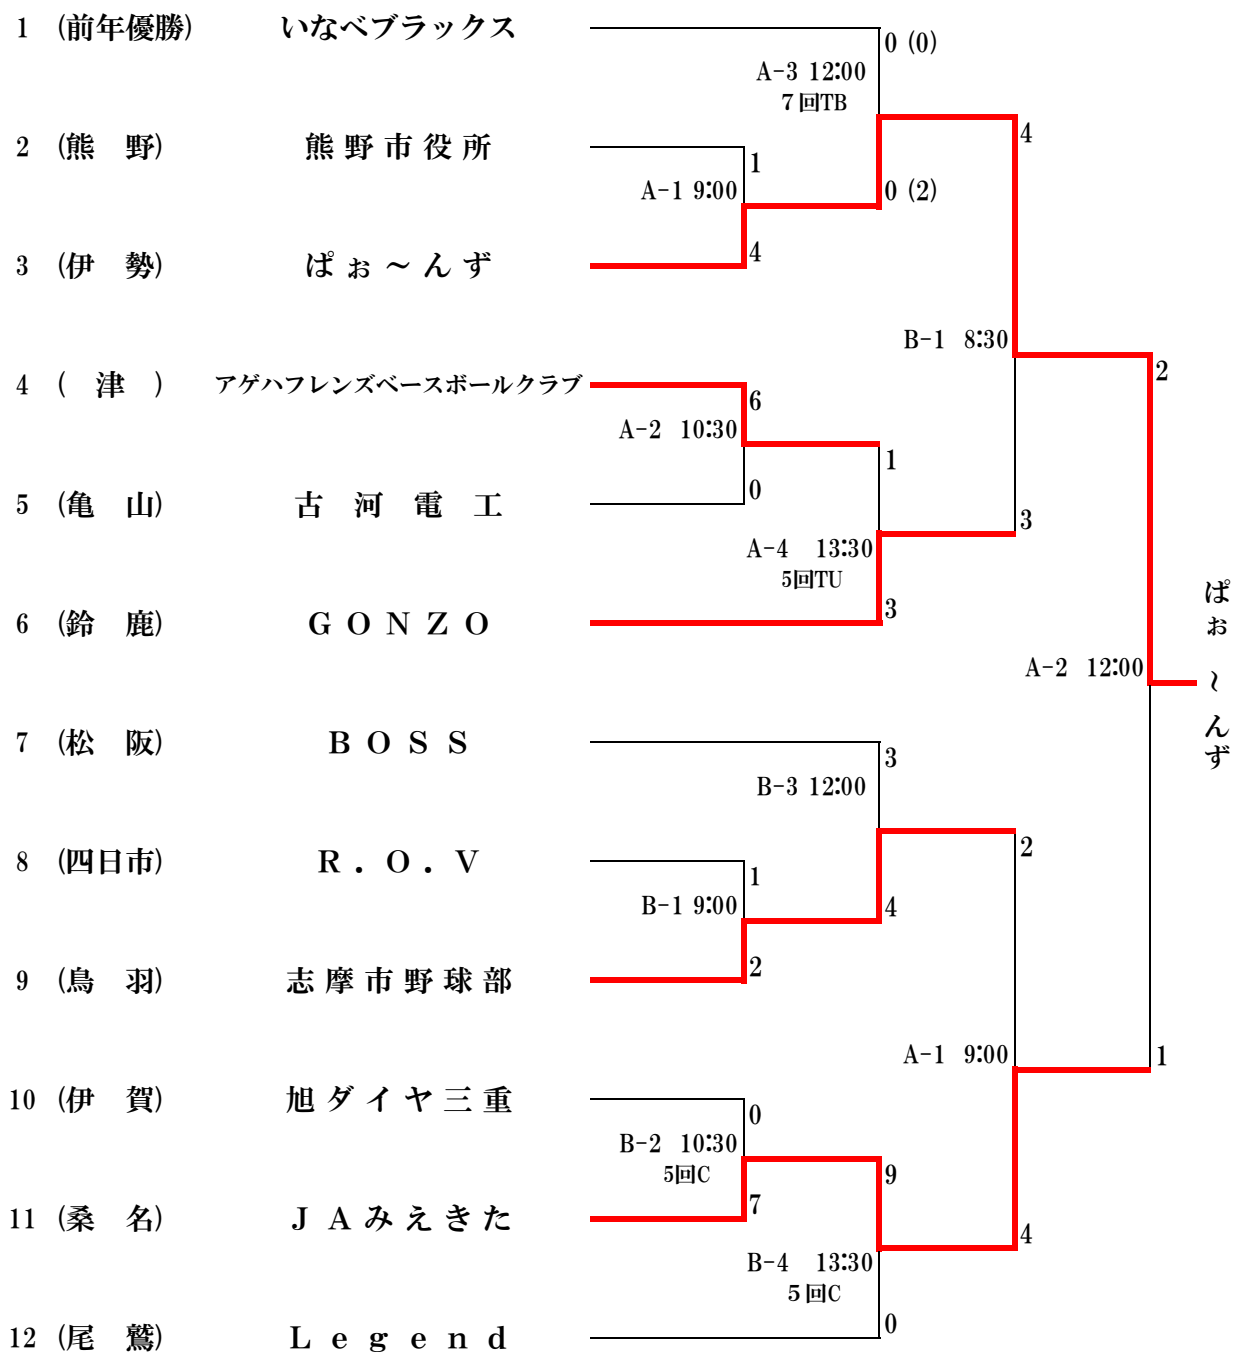 1 (前年優勝) いなべブラックス
0 (0)
A-3 12:00
７回TB
4
2 (熊 野) 熊野市役所
1
A-1 9:00
0 (2)
3 (伊 勢) ぱぉ～んず
4
B-1 8:30
2
4 ( 津 ) アゲハフレンズベースボールクラブ
6
A-2 10:30
1
0
5 (亀 山) 古河電工
3
A-4 13:30
5回TU
3
6 (鈴 鹿) ＧＯＮＺＯ
ぱぉ～んず
A-2 12:00
7 (松 阪) ＢＯＳＳ
3
B-3 12:00
2
8 (四日市) Ｒ．Ｏ．Ｖ
1
B-1 9:00
4
2
9 (鳥 羽) 志摩市野球部
A-1 9:00
1
10 (伊 賀) 旭ダイヤ三重
0
B-2 10:30
5回C
9
7
11 (桑 名) ＪＡみえきた
4
B-4 13:30
５回C
0
12 (尾 鷲) Ｌｅｇｅｎｄ